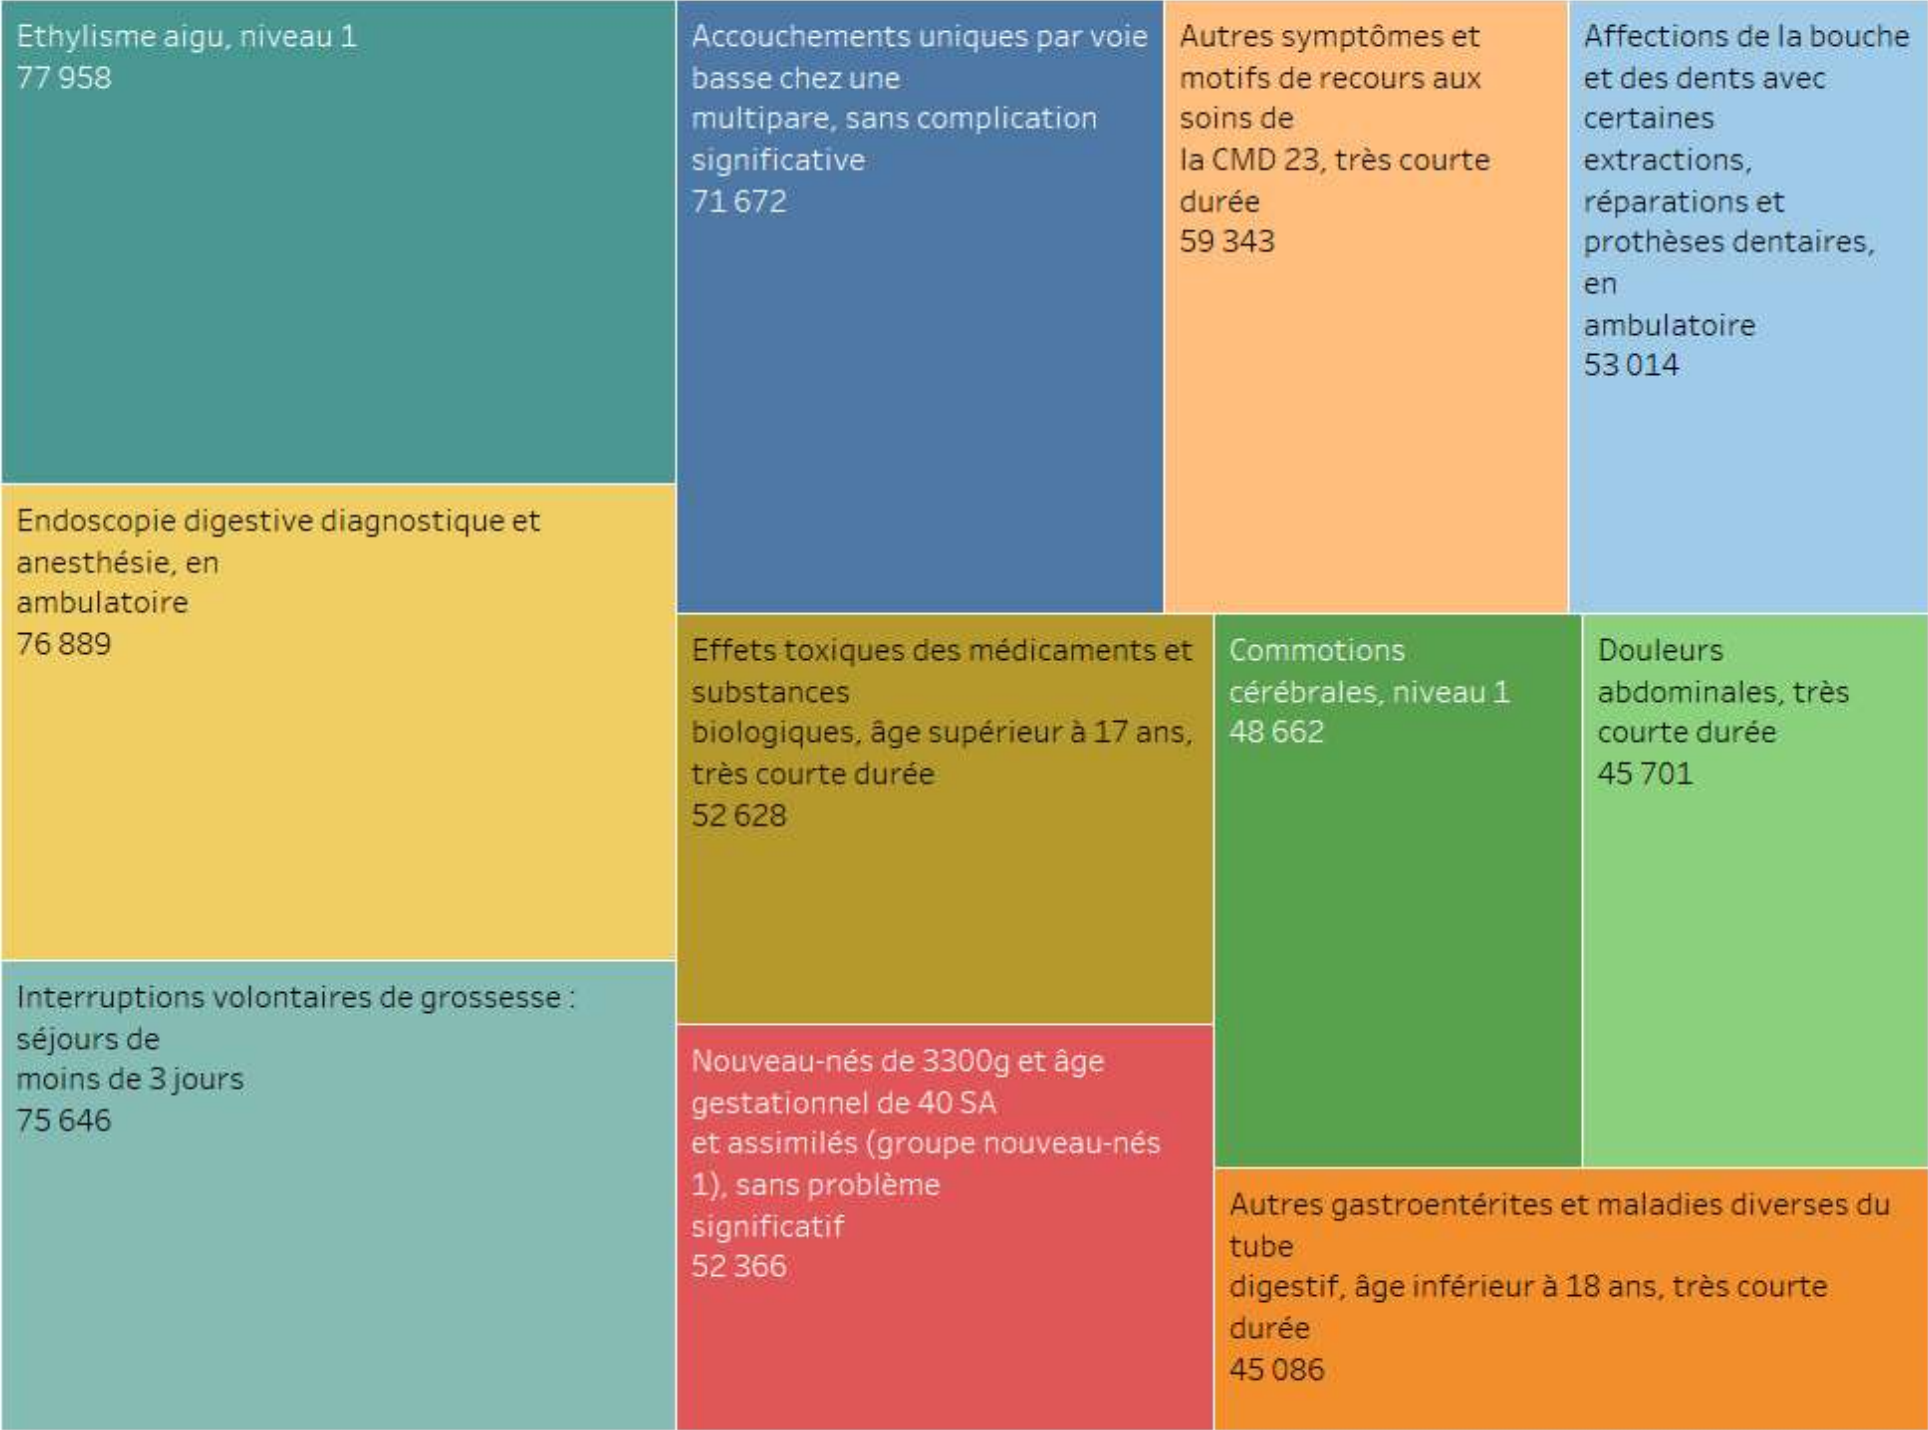 Ethylisme aigu, niveau 1
77 958
Endoscopie digestive diagnostique et
anesthésie, en
ambulatoire
76 889
Interruptions volontaires de grossesse :
séjours de
moins de 3 jours
75 646
Accouchements uniques par voie
basse chez une
multipare, sans complication
significative
71 672
Autres symptômes et
motifs de recours aux
soins de
la CMD 23, très courte
durée
59 343
Affections de la bouche
et des dents avec
certaines
extractions,
réparations et
prothèses dentaires,
en
ambulatoire
53 014
Effets toxiques des médicaments et
substances
biologiques, âge supérieur à 17 ans,
très courte durée
52 628
Nouveau-nés de 3300g et âge
gestationnel de 40 SA
et assimilés (groupe nouveau-nés
1), sans problème
significatif
52 366
Commotions
cérébrales, niveau 1
48 662
Douleurs
abdominales, très
courte durée
45 701
Autres gastroentérites et maladies diverses du
tube
digestif, âge inférieur à 18 ans, très courte
durée
45 086